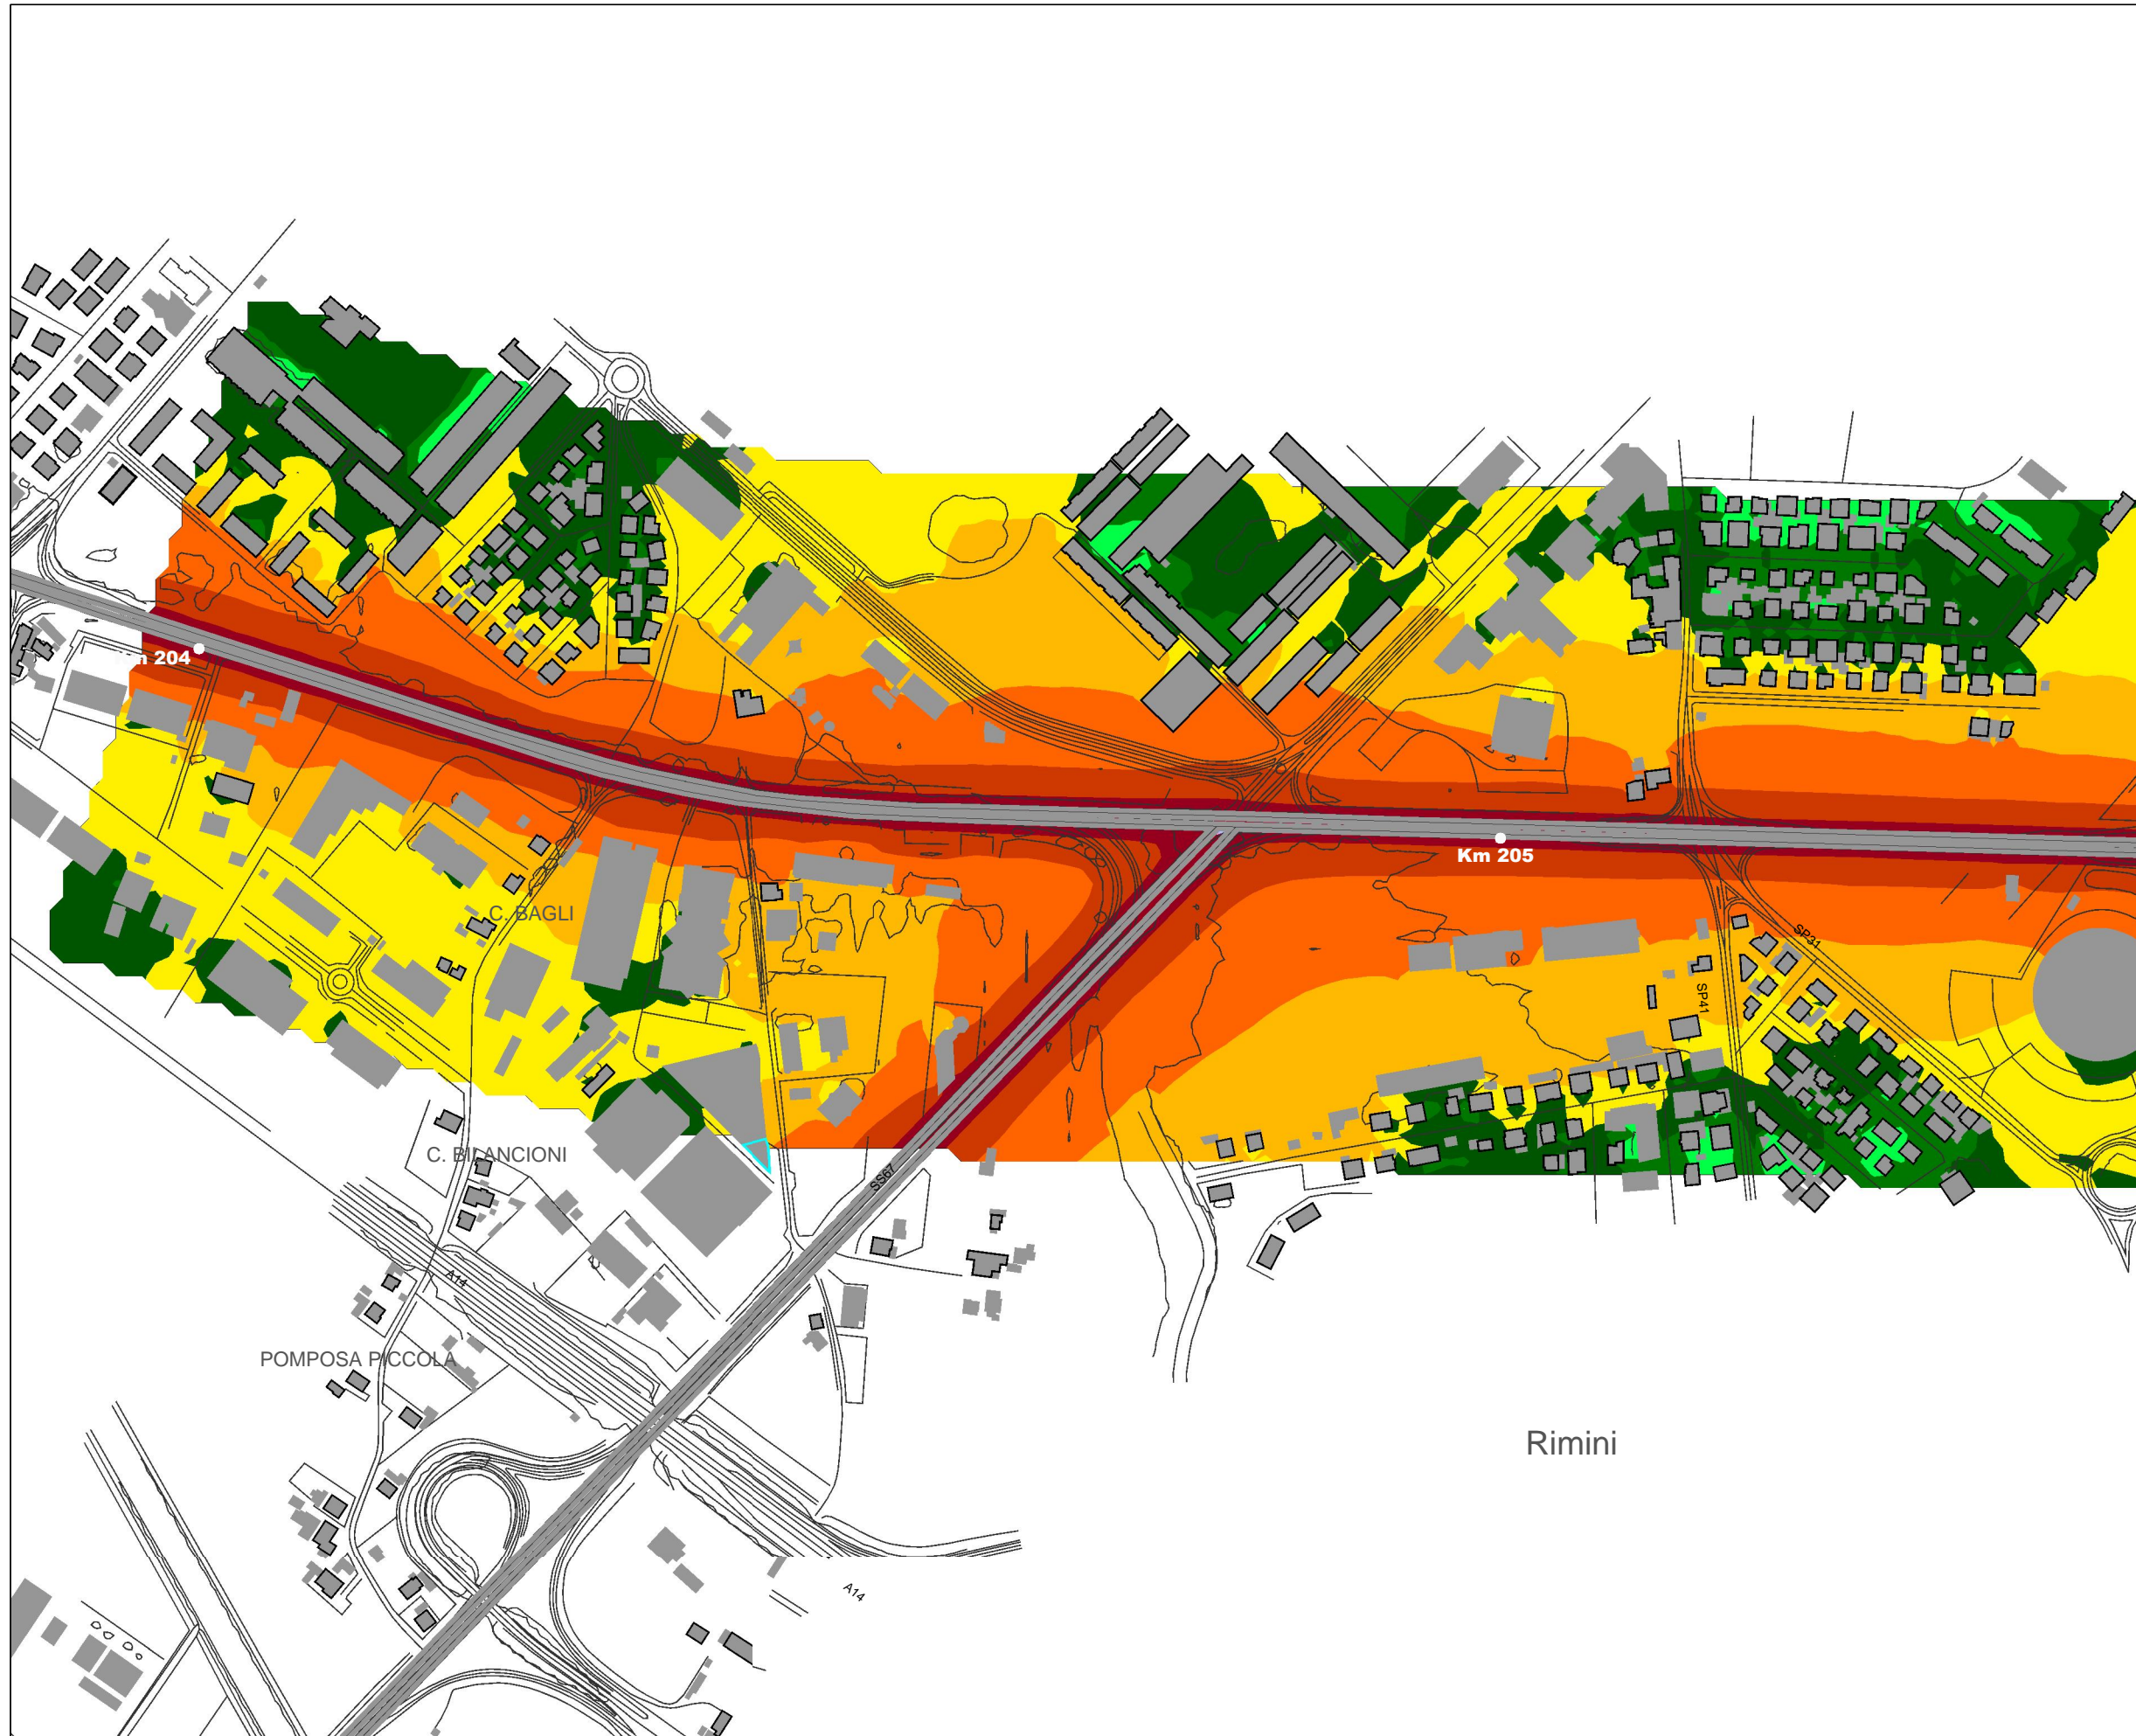 Km 204
Km 205
C. BAGLI
SP31
SP41
C. BILANCIONI
SS67
A14
POMPOSA PICCOLA
Rimini
A14